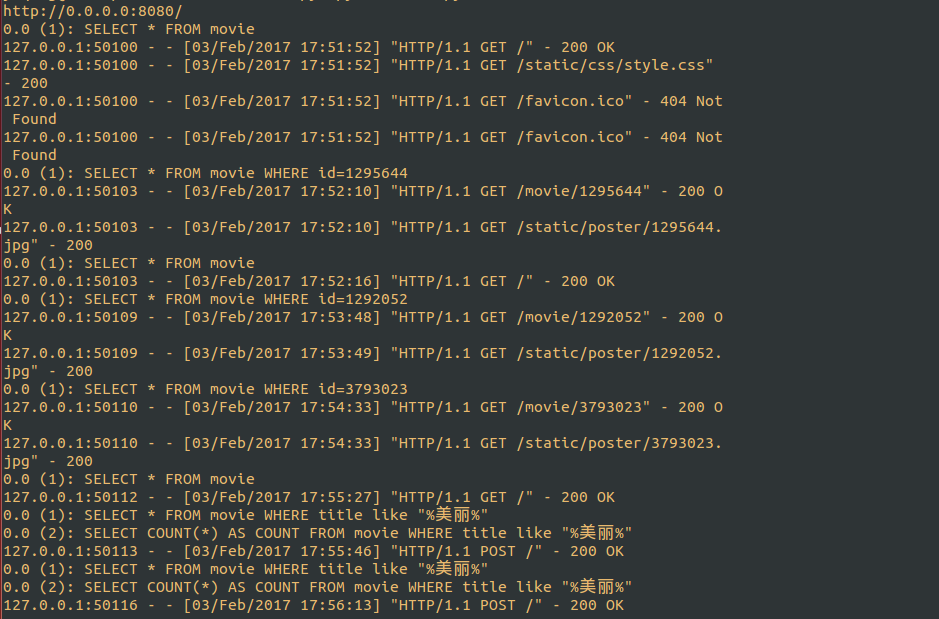 http://0.0.0.0:8080/
0.0 (1): SELECT * FROM movie
127.0.0.1:50100 - - [03/Feb/2017 17:51:52] "HTTP/1.1 GET /" - 200 OK
127.0.0.1:50100 - - [03/Feb/2017 17:51:52] "HTTP/1.1 GET /static/css/style.css"
- 200
127.0.0.1:50100 - - [03/Feb/2017 17:51:52] "HTTP/1.1 GET /favicon.ico" - 404 Not
Found
127.0.0.1:50100 - - [03/Feb/2017 17:51:52] "HTTP/1.1 GET /favicon.ico" - 404 Not
Found
0.0 (1): SELECT * FROM movie WHERE id=1295644
127.0.0.1:50103 - - [03/Feb/2017 17:52:10] "HTTP/1.1 GET /movie/1295644" - 200 O
K
127.0.0.1:50103 - - [03/Feb/2017 17:52:10] "HTTP/1.1 GET /static/poster/1295644.
jpg" - 200
0.0 (1): SELECT * FROM movie
127.0.0.1:50103 - - [03/Feb/2017 17:52:16] "HTTP/1.1 GET /" - 200 OK
0.0 (1): SELECT * FROM movie WHERE id=1292052
127.0.0.1:50109 - - [03/Feb/2017 17:53:48] "HTTP/1.1 GET /movie/1292052" - 200 O
K
127.0.0.1:50109 - - [03/Feb/2017 17:53:49] "HTTP/1.1 GET /static/poster/1292052.
jpg" - 200
0.0 (1): SELECT * FROM movie WHERE id=3793023
127.0.0.1:50110 - - [03/Feb/2017 17:54:33] "HTTP/1.1 GET /movie/3793023" - 200 O
K
127.0.0.1:50110 - - [03/Feb/2017 17:54:33] "HTTP/1.1 GET /static/poster/3793023.
jpg" - 200
0.0 (1): SELECT * FROM movie
127.0.0.1:50112 - - [03/Feb/2017 17:55:27] "HTTP/1.1 GET /" - 200 OK
0.0 (1): SELECT * FROM movie WHERE title like "%美丽%"
0.0 (2): SELECT COUNT(*) AS COUNT FROM movie WHERE title like "%美丽%"
127.0.0.1:50113 - - [03/Feb/2017 17:55:46] "HTTP/1.1 POST /" - 200 OK
0.0 (1): SELECT * FROM movie WHERE title like "%美丽%"
0.0 (2): SELECT COUNT(*) AS COUNT FROM movie WHERE title like "%美丽%"
127.0.0.1:50116 - - [03/Feb/2017 17:56:13] "HTTP/1.1 POST /" - 200 OK